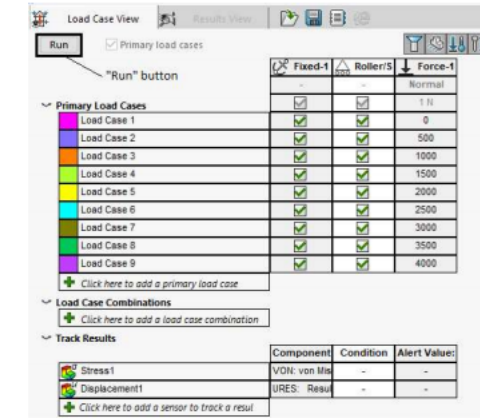 Load Case View Results View
Run Primary load cases
"Run" button
Fixed-1 Roller/S Force-1
- - Normal
Primary Load Cases 1 N
Load Case 1 0
Load Case 2 500
Load Case 3 1000
Load Case 4 1500
Load Case 5 2000
Load Case 6 2500
Load Case 7 3000
Load Case 8 3500
Load Case 9 4000
Click here to add a primary load case
Load Case Combinations
Click here to add a load case combination
Track Results
Component Condition Alert Value:
Stress1 VON: von Mis - -
Displacement1 URES: Resul - -
Click here to add a sensor to track a resul